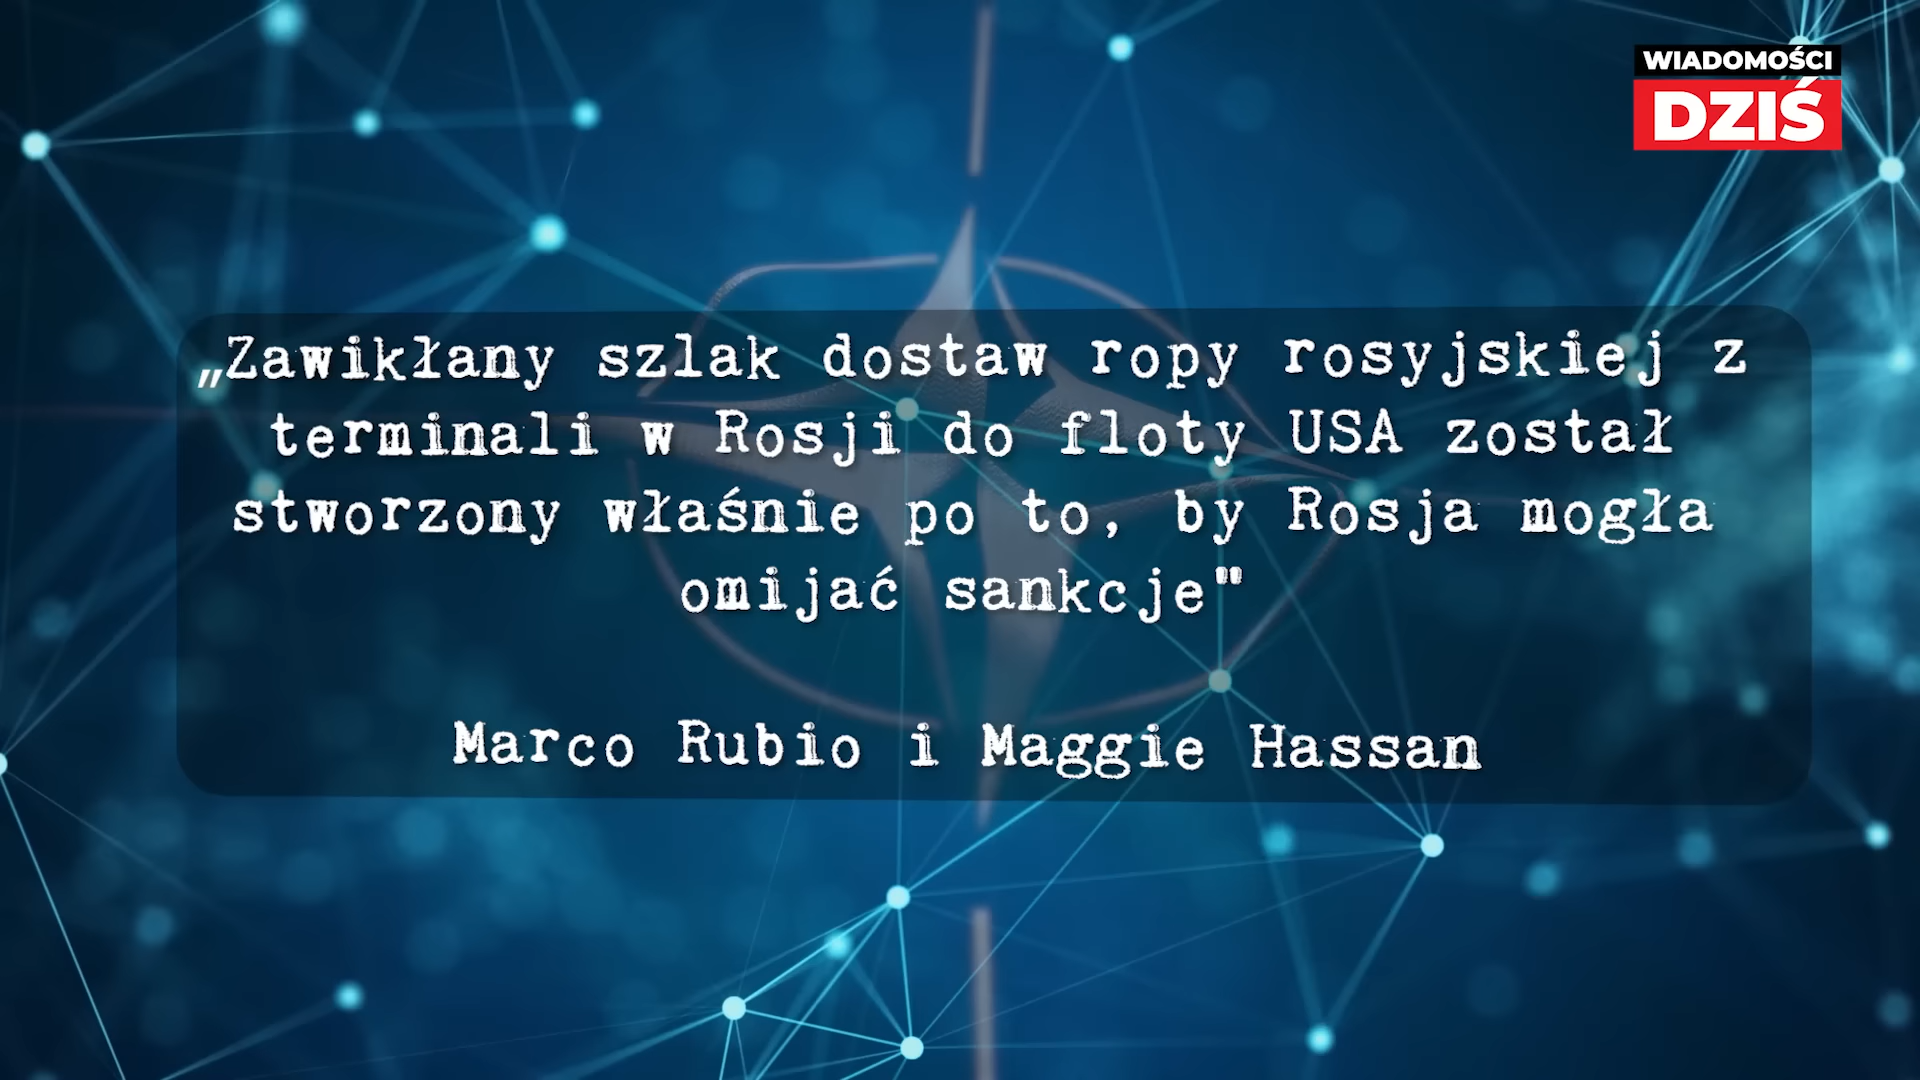 WIADOMOŚCI
DZIŚ
„Zawikłany szlak dostaw ropy rosyjskiej z
terminali w Rosji do floty USA został
stworzony właśnie po to, by Rosja mogła
omijać sankcje"
Marco Rubio i Maggie Hassan